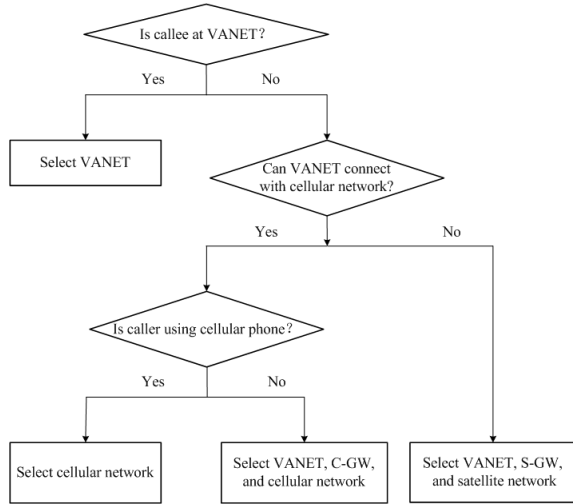 Is callee at VANET?
Yes
No
Select VANET
Can VANET connect
with cellular network?
Yes
No
Is caller using cellular phone?
Yes
No
Select cellular network
Select VANET, C-GW,
and cellular network
Select VANET, S-GW,
and satellite network